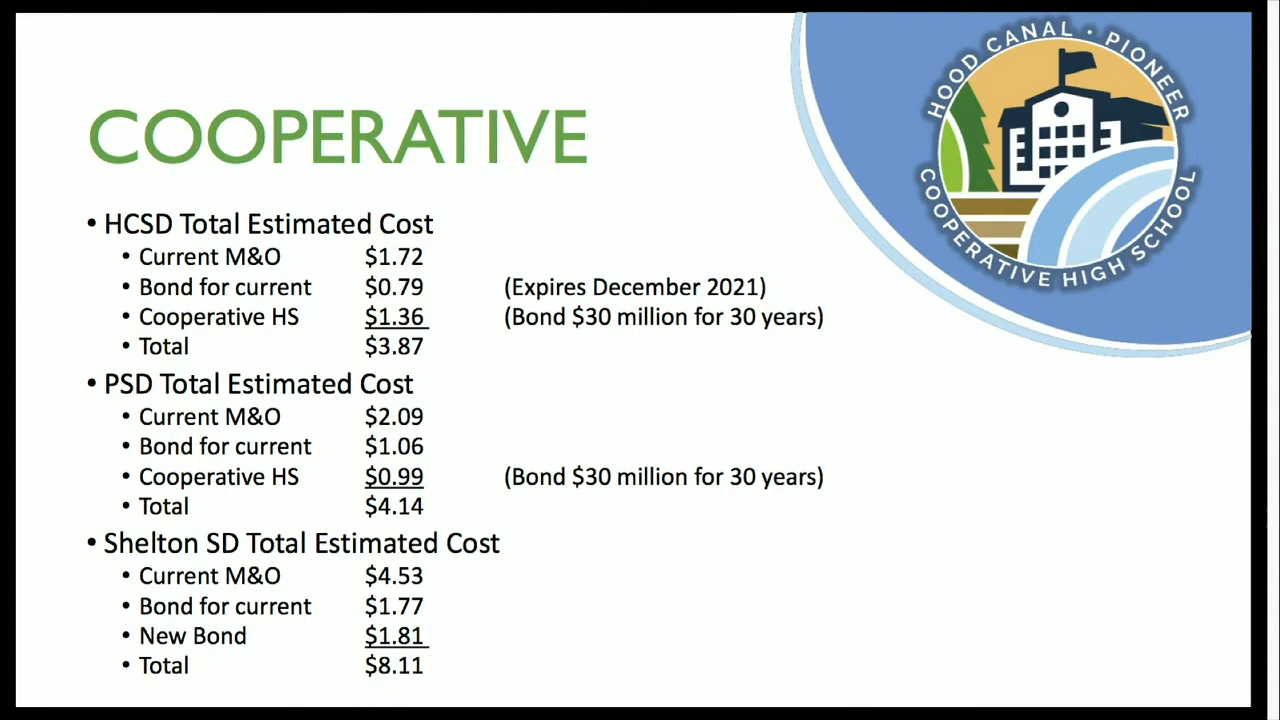 HOOD CANAL • PIONEER
COOPERATIVE HIGH SCHOOL
COOPERATIVE
• HCSD Total Estimated Cost
• Current M&O $1.72
• Bond for current $0.79 (Expires December 2021)
• Cooperative HS $1.36 (Bond $30 million for 30 years)
• Total $3.87
• PSD Total Estimated Cost
• Current M&O $2.09
• Bond for current $1.06
• Cooperative HS $0.99 (Bond $30 million for 30 years)
• Total $4.14
• Shelton SD Total Estimated Cost
• Current M&O $4.53
• Bond for current $1.77
• New Bond $1.81
• Total $8.11